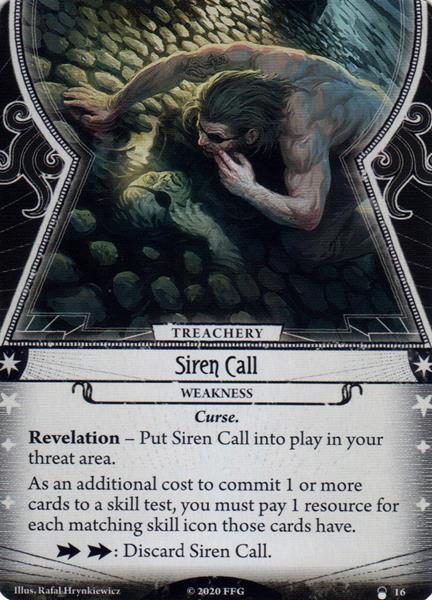 TREACHERY
Siren Call
WEAKNESS
Curse.
Revelation – Put Siren Call into play in your
threat area.
As an additional cost to commit 1 or more
cards to a skill test, you must pay 1 resource for
each matching skill icon those cards have.
: Discard Siren Call.
Illus. Rafal Hrynkiewicz © 2020 FFG 16